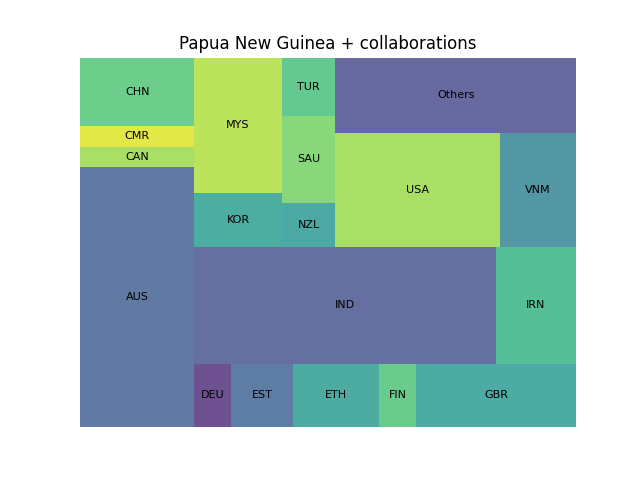 Papua New Guinea + collaborations
CHN
MYS
TUR
Others
CMR
CAN
SAU
USA
VNM
KOR
NZL
AUS
IND
IRN
DEU
EST
ETH
FIN
GBR